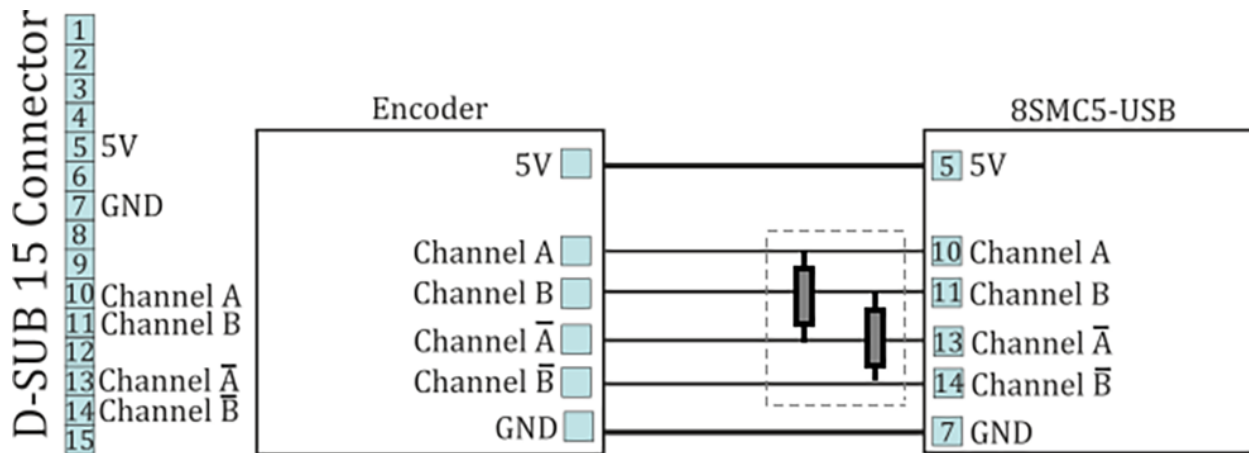 D-SUB 15 Connector
1
2
3
4
5 5V
6
7 GND
8
9
10 Channel A
11 Channel B
12
13 Channel A̅
14 Channel B̅
15
Encoder
5V
Channel A
Channel B
Channel A̅
Channel B̅
GND
8SMC5-USB
5 5V
10 Channel A
11 Channel B
13 Channel A̅
14 Channel B̅
7 GND